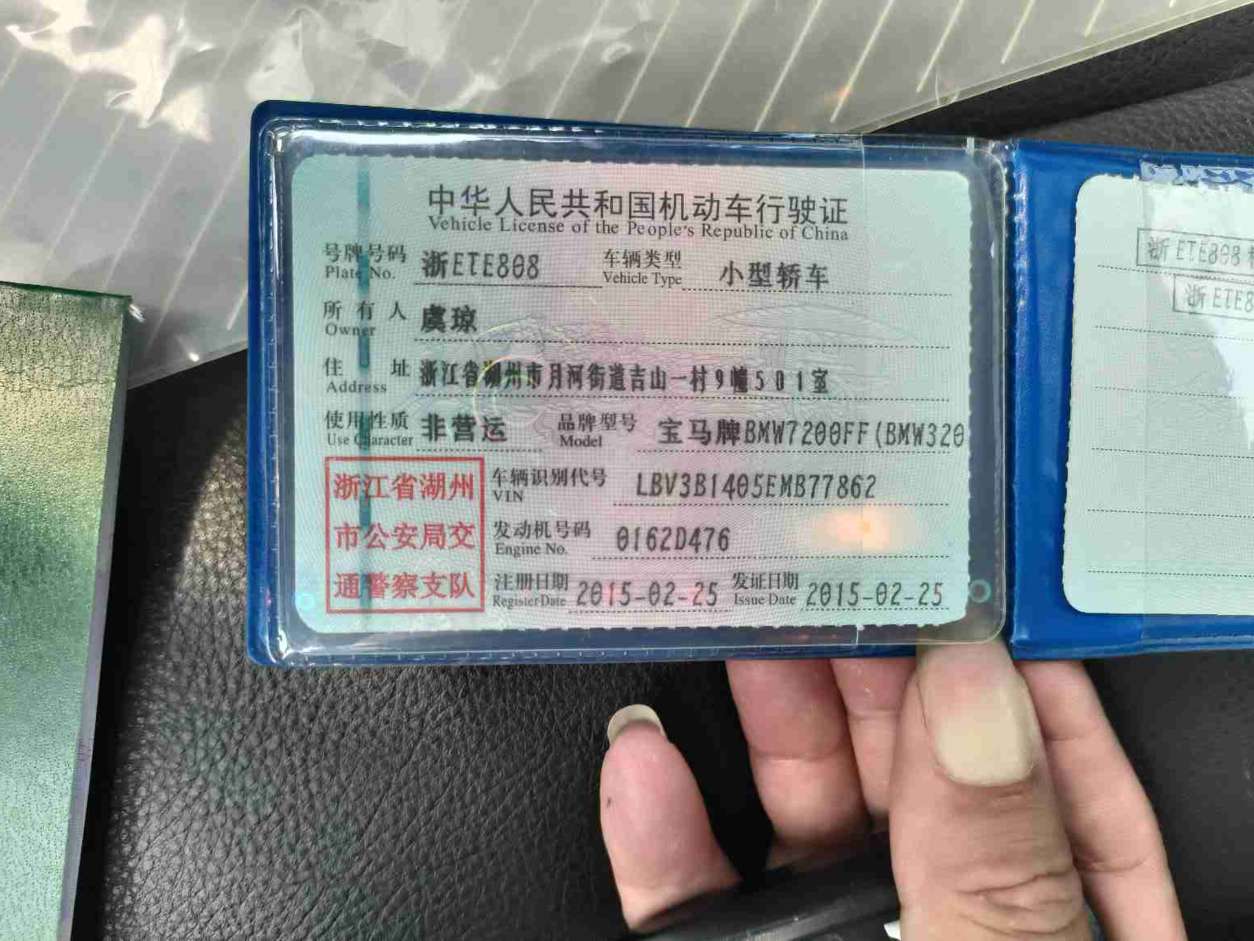 中华人民共和国机动车行驶证
Vehicle License of the People's Republic of China
号牌号码 浙ETE808 车辆类型 小型轿车
Plate No. Vehicle Type
所有人 虞琼
Owner
住址 浙江省湖州市月河街道吉山一村9幢501室
Address
使用性质 非营运 品牌型号 宝马牌BMW7200FF(BMW320
Use Character Model
浙江省湖州
市公安局交
通警察支队
车辆识别代号 LBV3B1405EMB77862
VIN
发动机号码 0162D476
Engine No.
注册日期 2015-02-25 发证日期 2015-02-25
Register Date Issue Date
浙ETE808
浙ETE8